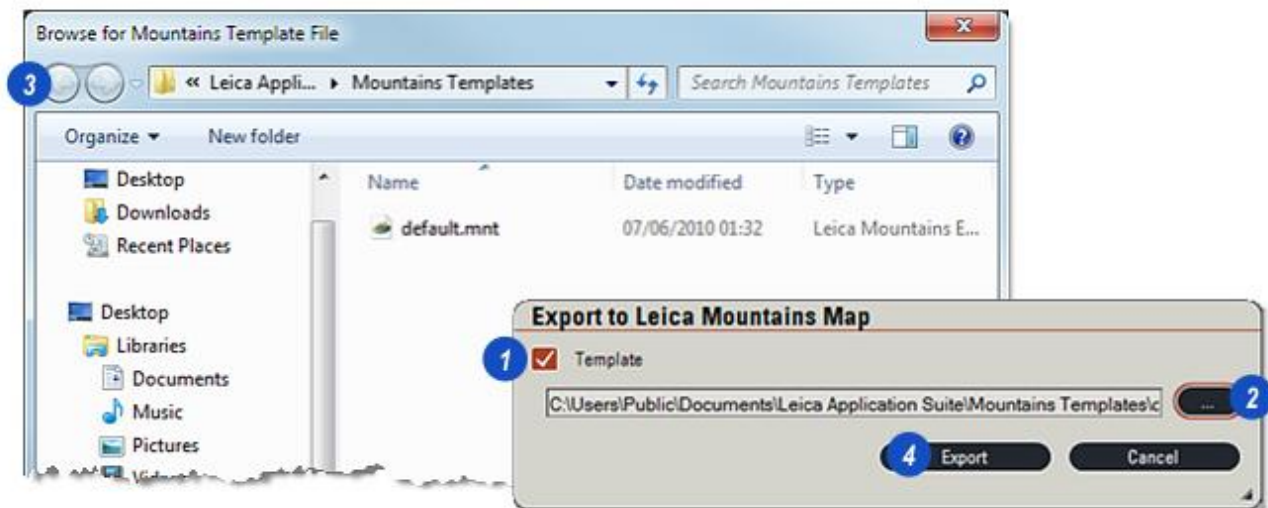 Browse for Mountains Template File
3
« Leica Appli... Mountains Templates
Search Mountains Templates
Organize
New folder
Desktop
Downloads
Recent Places
Desktop
Libraries
Documents
Music
Pictures
Name
Date modified
Type
default.mnt
07/06/2010 01:32
Leica Mountains E...
Export to Leica Mountains Map
1
Template
C:\Users\Public\Documents\Leica Application Suite\Mountains Templates\
...
2
4
Export
Cancel